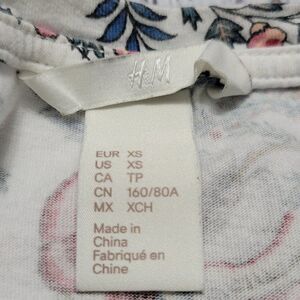 H&M
EUR XS
US XS
CA TP
CN 160/80A
MX XCH
Made in
China
Fabriqué en
Chine